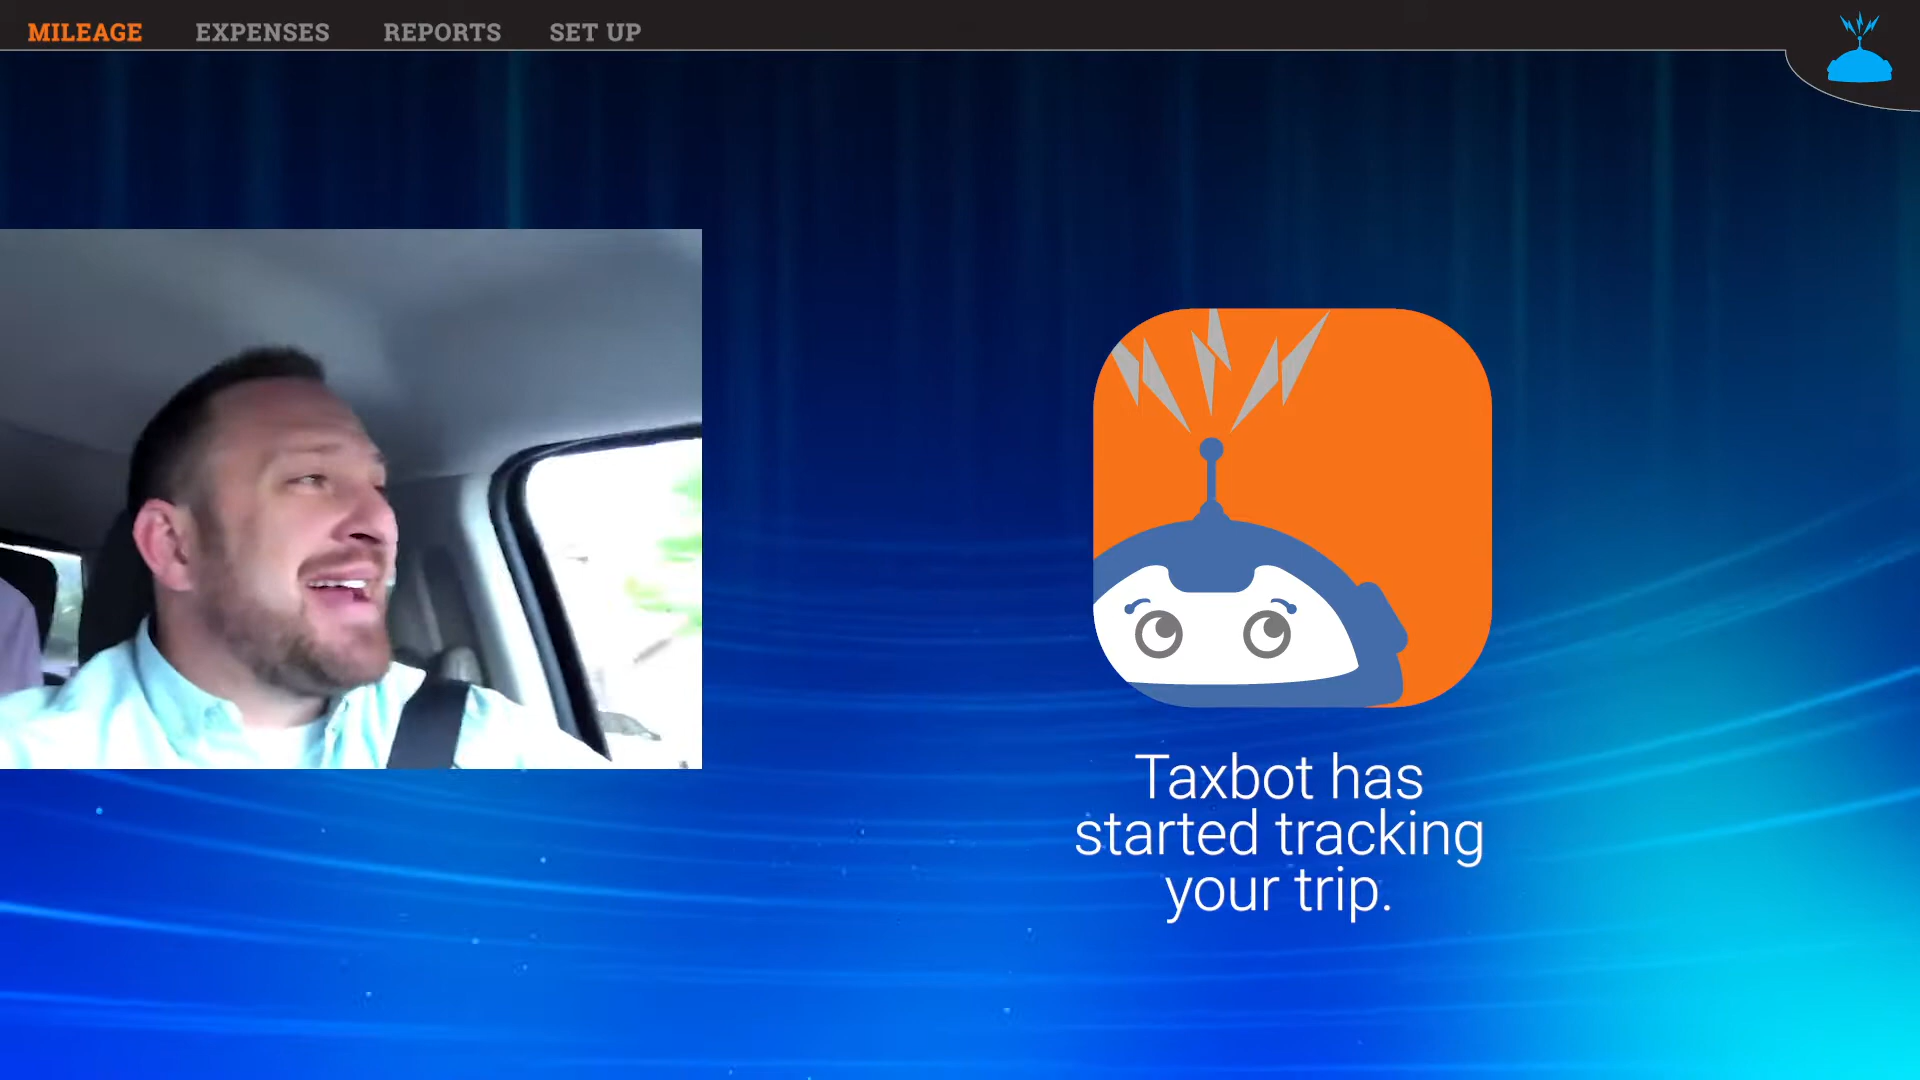 MILEAGE EXPENSES REPORTS SET UP
Taxbot has
started tracking
your trip.